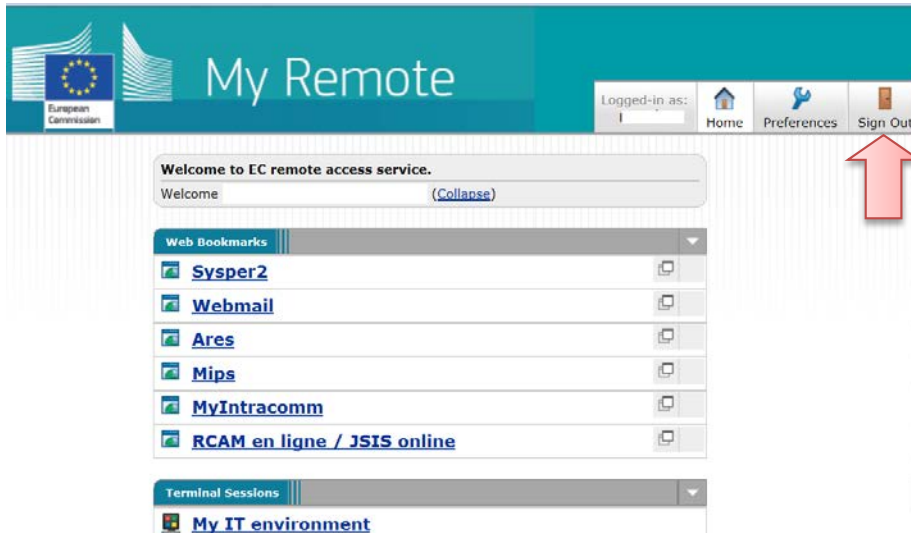 European
Commission
My Remote
Logged-in as:
Home
Preferences
Sign Out
Welcome to EC remote access service.
Welcome (Collapse)
Web Bookmarks
Sysper2
Webmail
Ares
Mips
MyIntracomm
RCAM en ligne / JSIS online
Terminal Sessions
My IT environment